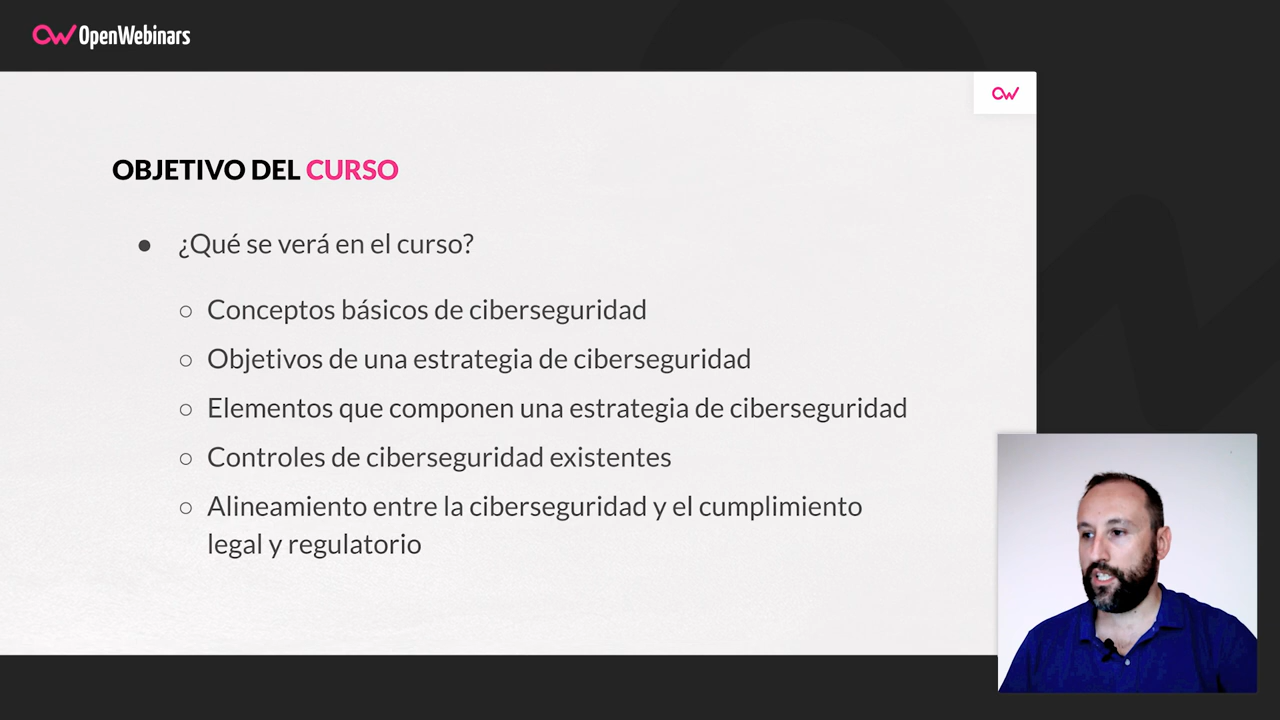 OpenWebinars
OBJETIVO DEL CURSO
● ¿Qué se verá en el curso?
○ Conceptos básicos de ciberseguridad
○ Objetivos de una estrategia de ciberseguridad
○ Elementos que componen una estrategia de ciberseguridad
○ Controles de ciberseguridad existentes
○ Alineamiento entre la ciberseguridad y el cumplimiento
legal y regulatorio